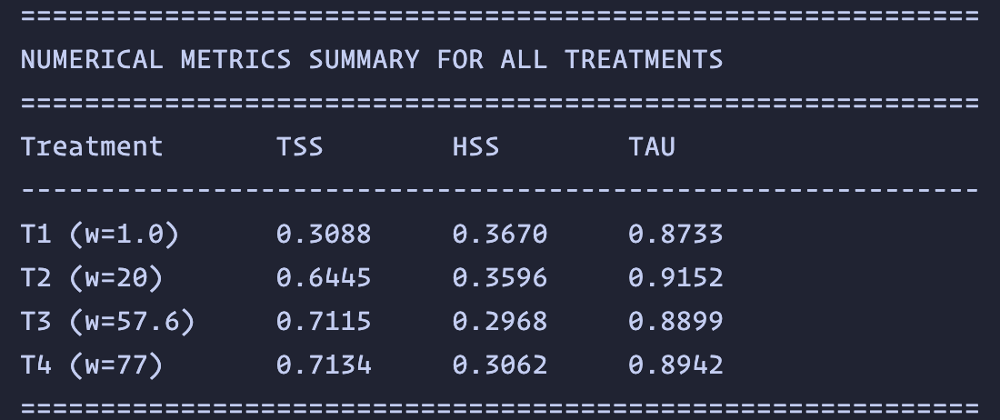 ============================================================
NUMERICAL METRICS SUMMARY FOR ALL TREATMENTS
============================================================
Treatment       TSS        HSS        TAU
------------------------------------------------------------
T1 (w=1.0)      0.3088     0.3670     0.8733
T2 (w=20)       0.6445     0.3596     0.9152
T3 (w=57.6)     0.7115     0.2968     0.8899
T4 (w=77)       0.7134     0.3062     0.8942
============================================================